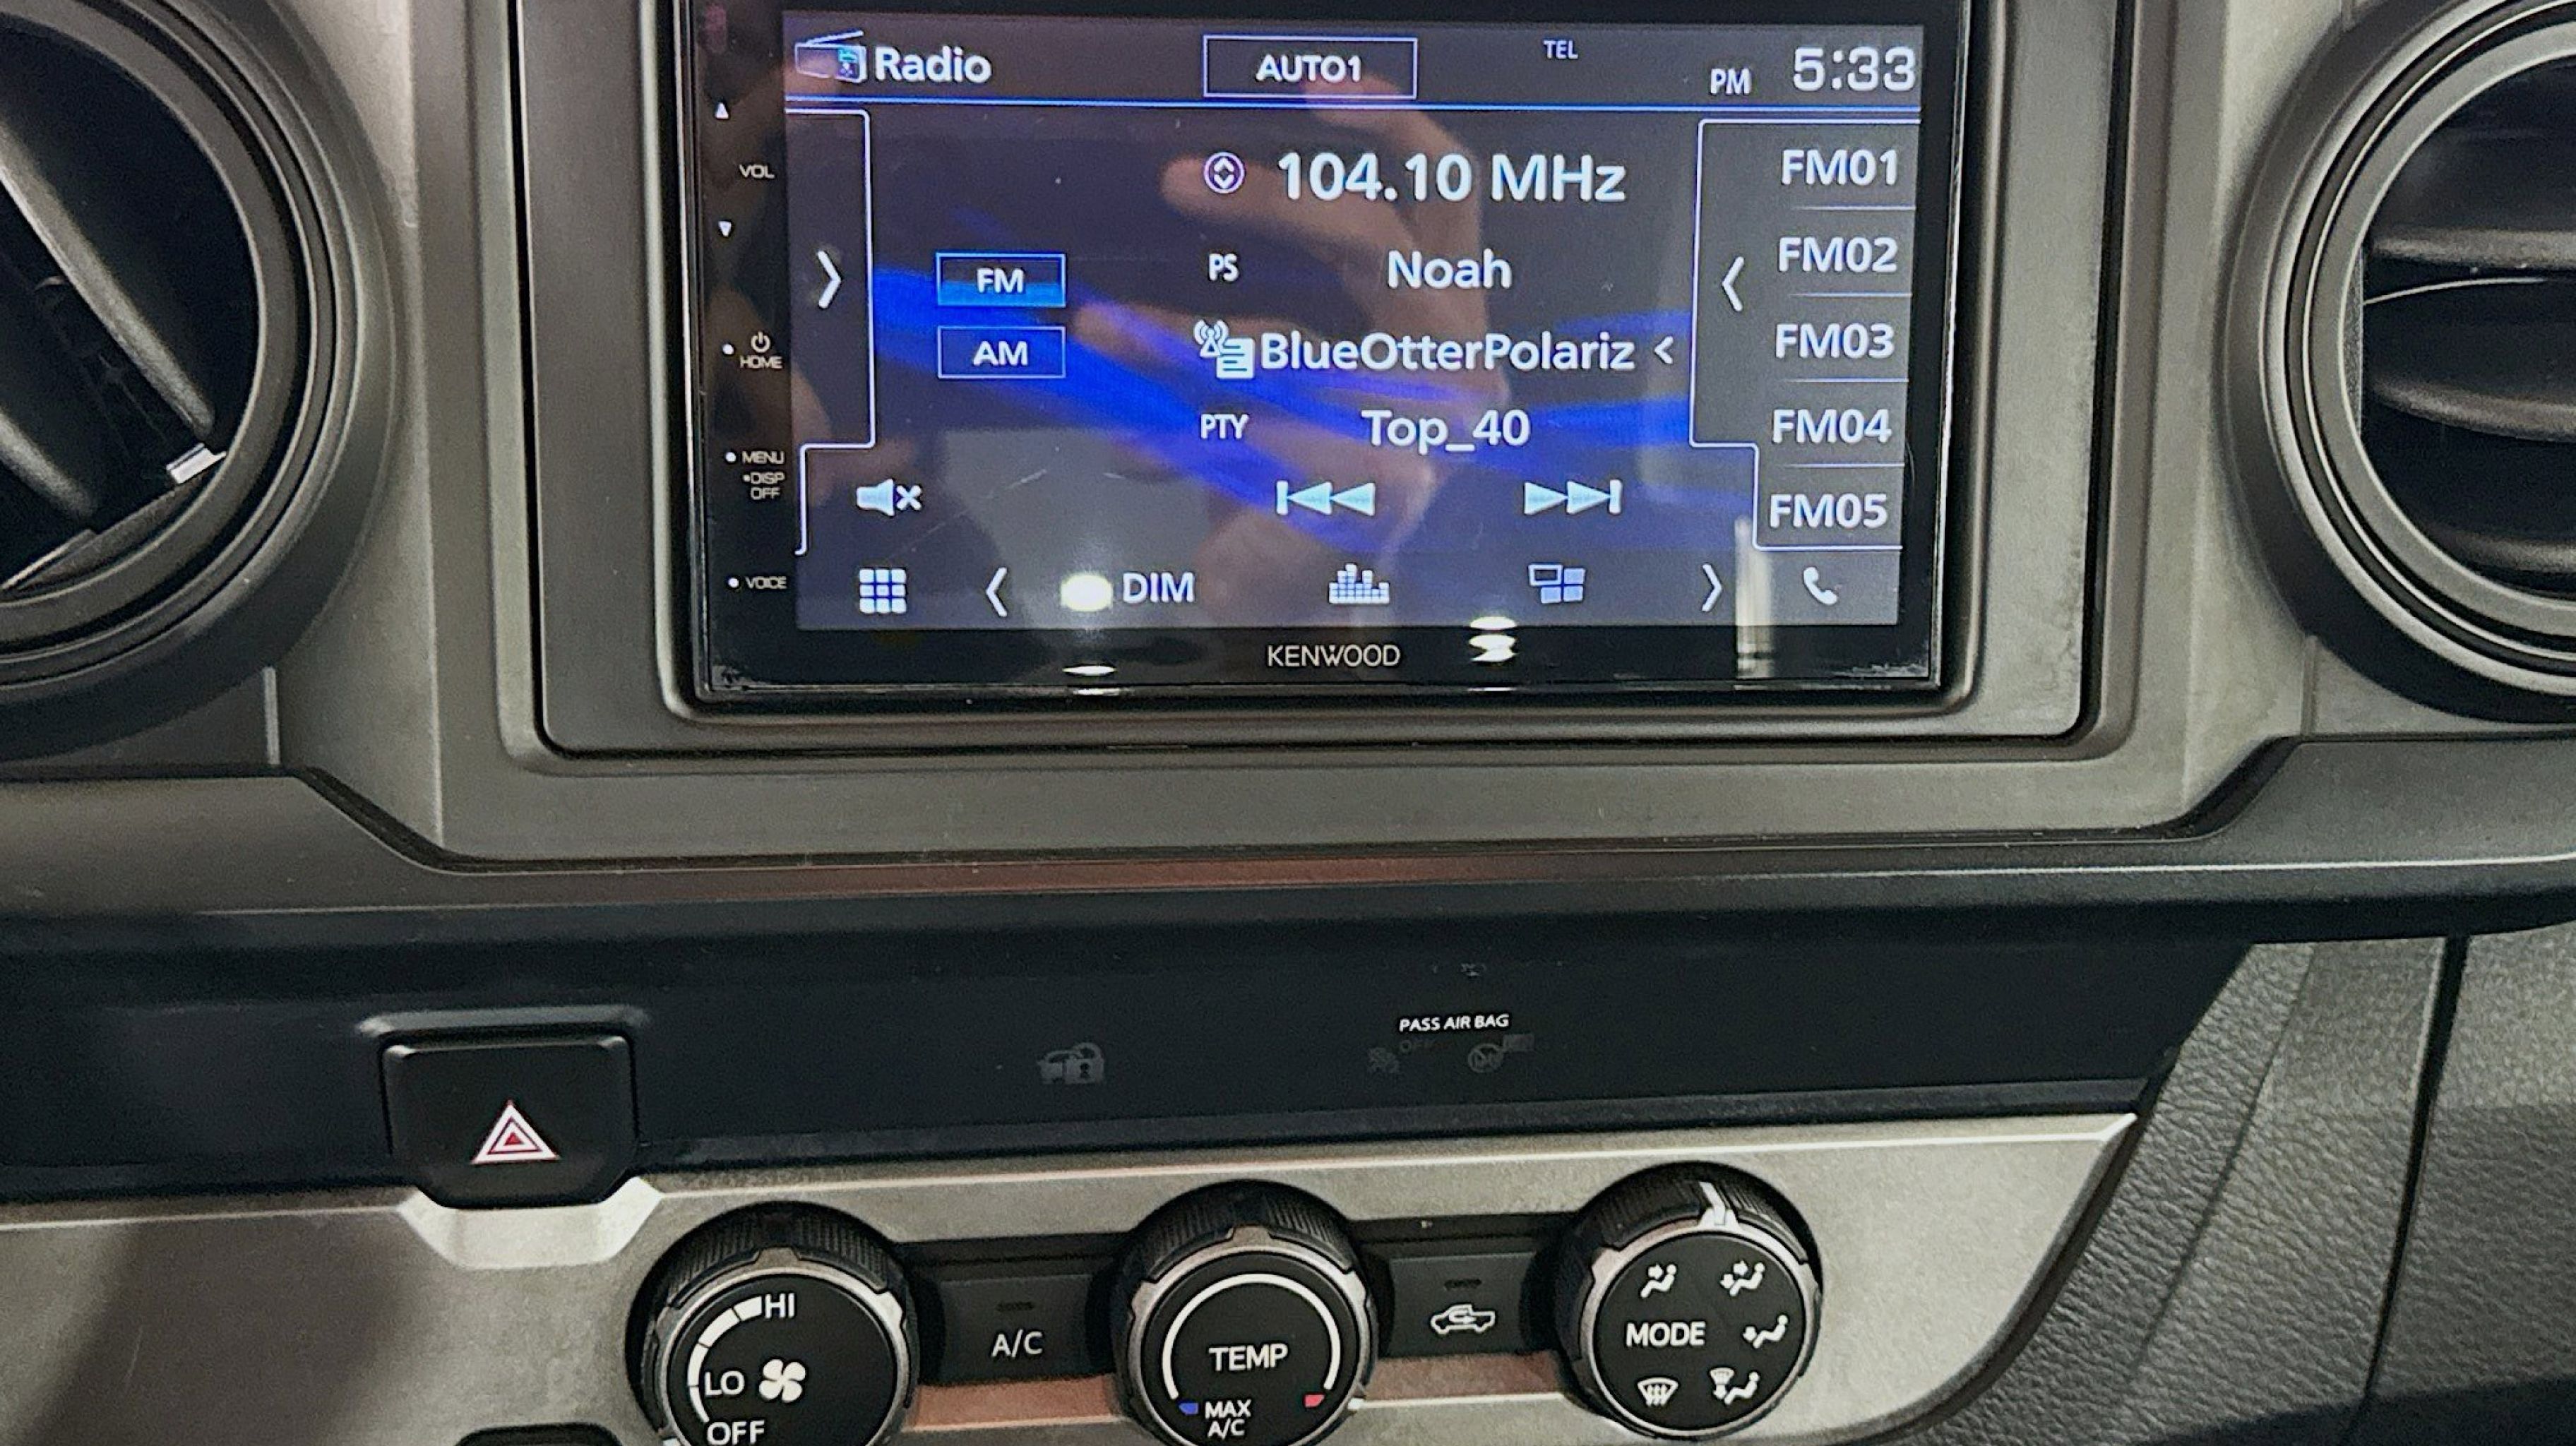 Radio
AUTO1
TEL
PM 5:33
VOL
HOME
MENU
DISP
OFF
VOICE
FM
AM
104.10 MHz
PS Noah
BlueOtterPolariz <
PTY Top_40
FM01
FM02
FM03
FM04
FM05
DIM
KENWOOD
PASS AIR BAG
OFF
HI
LO
OFF
A/C
TEMP
MAX
A/C
MODE